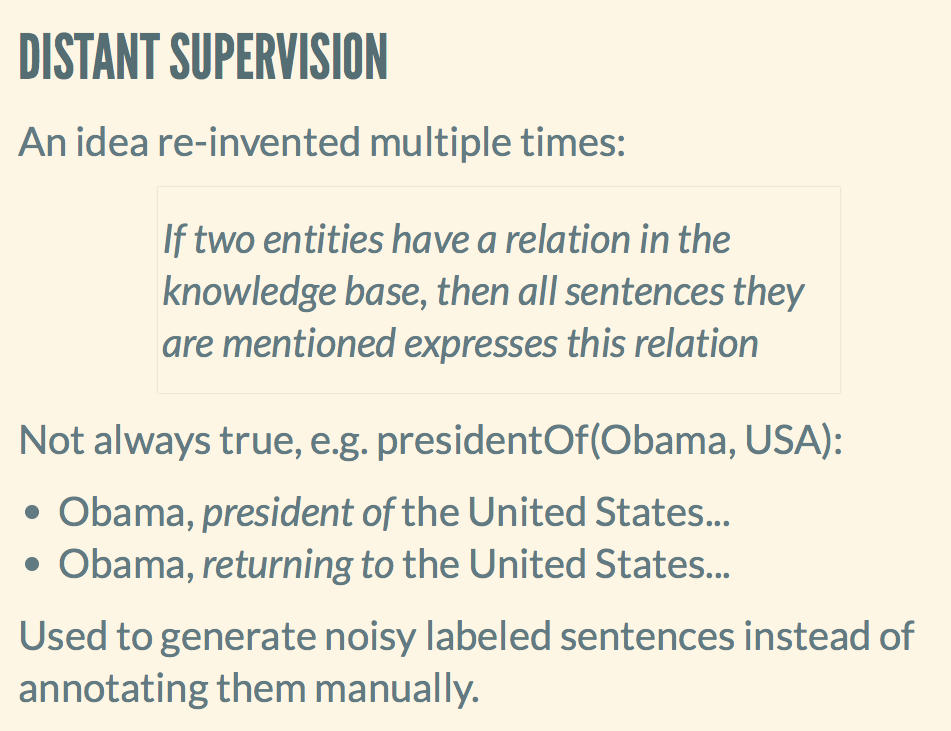 DISTANT SUPERVISION
An idea re-invented multiple times:
If two entities have a relation in the
knowledge base, then all sentences they
are mentioned expresses this relation
Not always true, e.g. presidentOf(Obama, USA):
• Obama, president of the United States...
• Obama, returning to the United States...
Used to generate noisy labeled sentences instead of
annotating them manually.